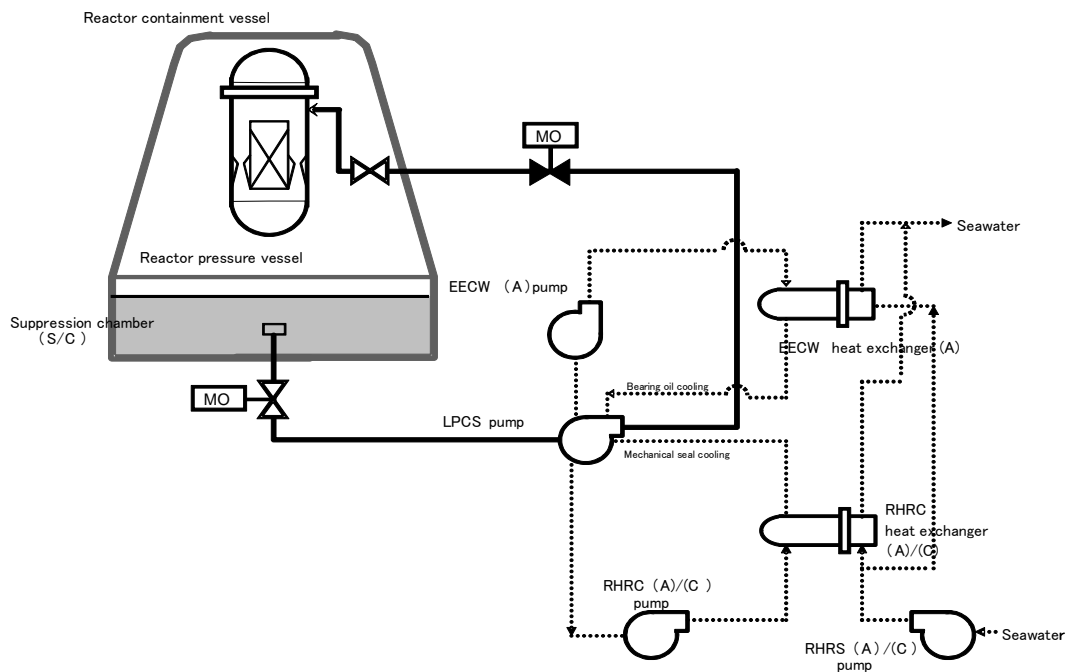 Reactor containment vessel
MO
Seawater
Reactor pressure vessel
EECW (A)pump
Suppression chamber
(S/C)
EECW heat exchanger(A)
Bearing oil cooling
MO
LPCS pump
Mechanical seal cooling
RHRC
heat exchanger
(A)/(C)
RHRC (A)/(C)
pump
Seawater
RHRS (A)/(C)
pump